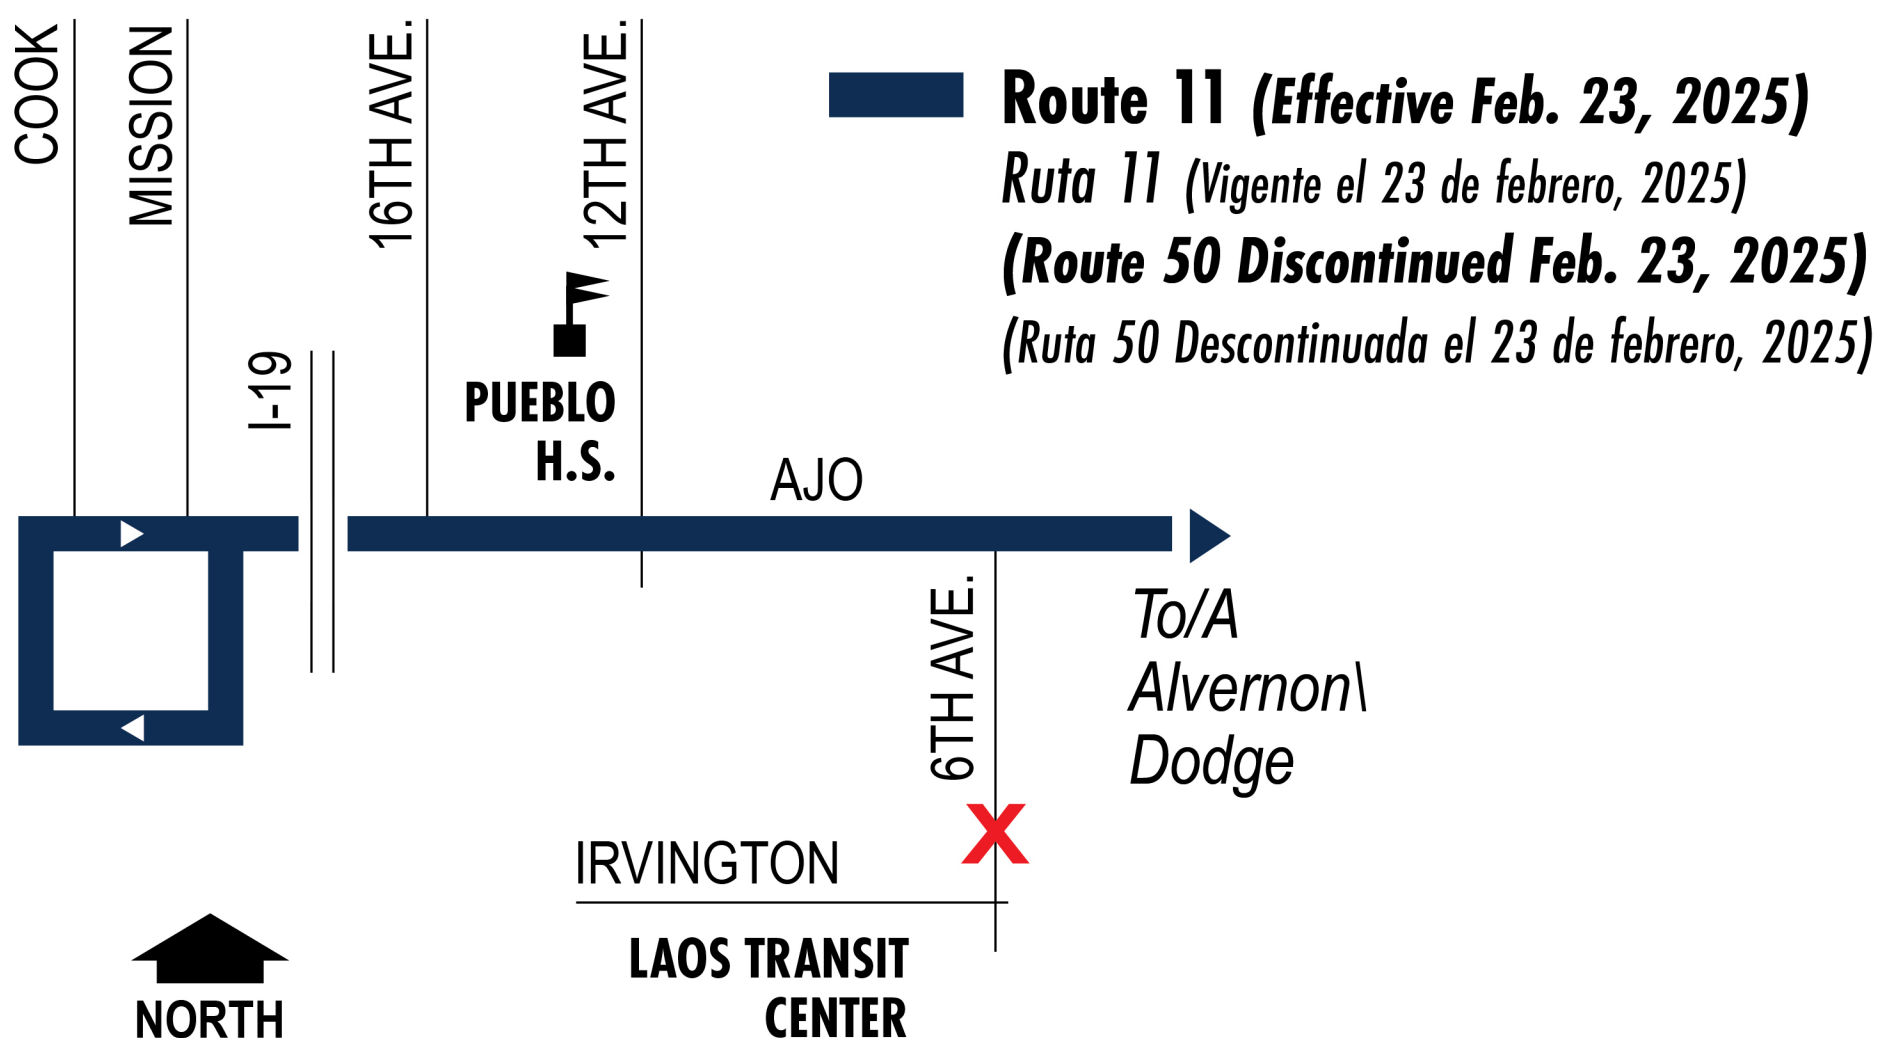 COOK
MISSION
16TH AVE.
12TH AVE.
Route 11 (Effective Feb. 23, 2025)
Ruta 11 (Vigente el 23 de febrero, 2025)
(Route 50 Discontinued Feb. 23, 2025)
(Ruta 50 Descontinuada el 23 de febrero, 2025)
I-19
PUEBLO
H.S.
AJO
6TH AVE.
To/A
Alvernon\
Dodge
X
IRVINGTON
LAOS TRANSIT
CENTER
NORTH